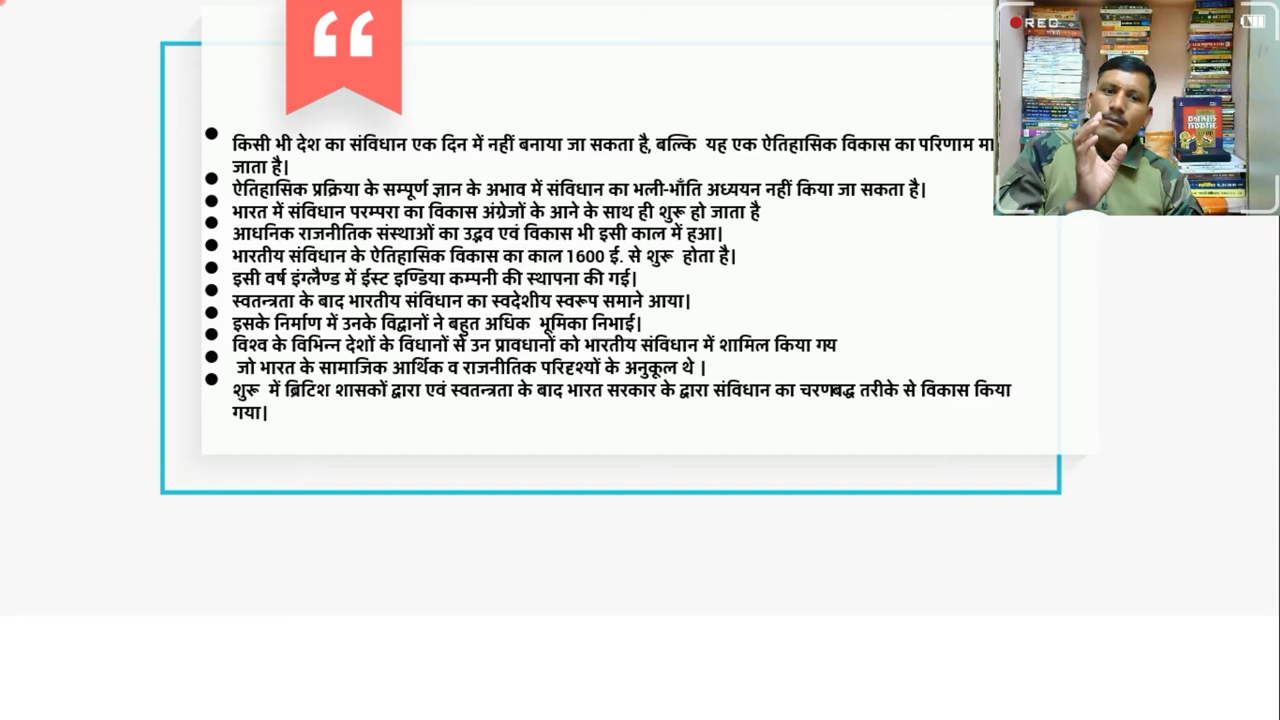 REC
किसी भी देश का संविधान एक दिन में नहीं बनाया जा सकता है, बल्कि यह एक ऐतिहासिक विकास का परिणाम
जाता है|
ऐतिहासिक प्रक्रिया के सम्पूर्ण ज्ञान के अभाव में संविधान का भली-भाँति अध्ययन नहीं किया जा सकता है|
भारत में संविधान परम्परा का विकास अंग्रेजों के आने के साथ ही शुरू हो जाता है
आधनिक राजनीतिक संस्थाओं का उद्भव एवं विकास भी इसी काल में हआ|
भारतीय संविधान के ऐतिहासिक विकास का काल 1600 ई. से शुरू होता है|
इसी वर्ष इंग्लैण्ड में ईस्ट इण्डिया कम्पनी की स्थापना की गई|
स्वतन्त्रता के बाद भारतीय संविधान का स्वदेशीय स्वरूप समाने आया|
इसके निर्माण में उनके विद्वानों ने बहुत अधिक भूमिका निभाई|
विश्व के विभिन्न देशों के विधानों से उन प्रावधानों को भारतीय संविधान में शामिल किया गय
जो भारत के सामाजिक आर्थिक व राजनीतिक परिदृश्यों के अनुकूल थे |
शुरू में ब्रिटिश शासकों द्वारा एवं स्वतन्त्रता के बाद भारत सरकार के द्वारा संविधान का चरणबद्ध तरीके से विकास किया
गया|